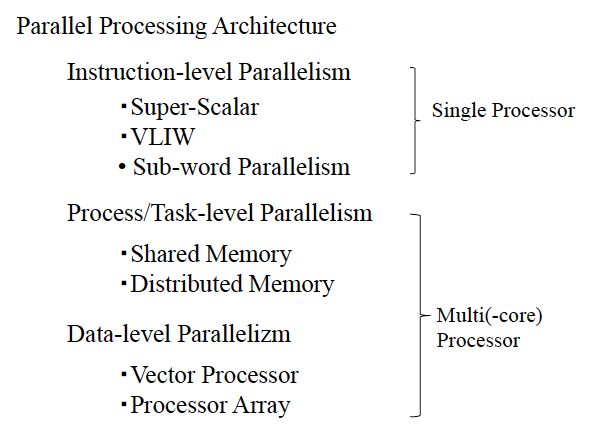 Parallel Processing Architecture
Instruction-level Parallelism
・Super-Scalar
・VLIW
• Sub-word Parallelism
Single Processor
Process/Task-level Parallelism
・Shared Memory
・Distributed Memory
Data-level Parallelizm
・Vector Processor
・Processor Array
Multi(-core)
Processor